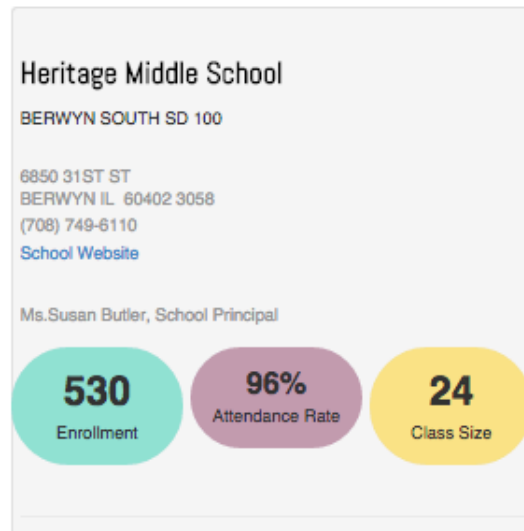 Heritage Middle School
BERWYN SOUTH SD 100
6850 31ST ST
BERWYN IL 60402 3058
(708) 749-6110
School Website
Ms.Susan Butler, School Principal
530
Enrollment
96%
Attendance Rate
24
Class Size